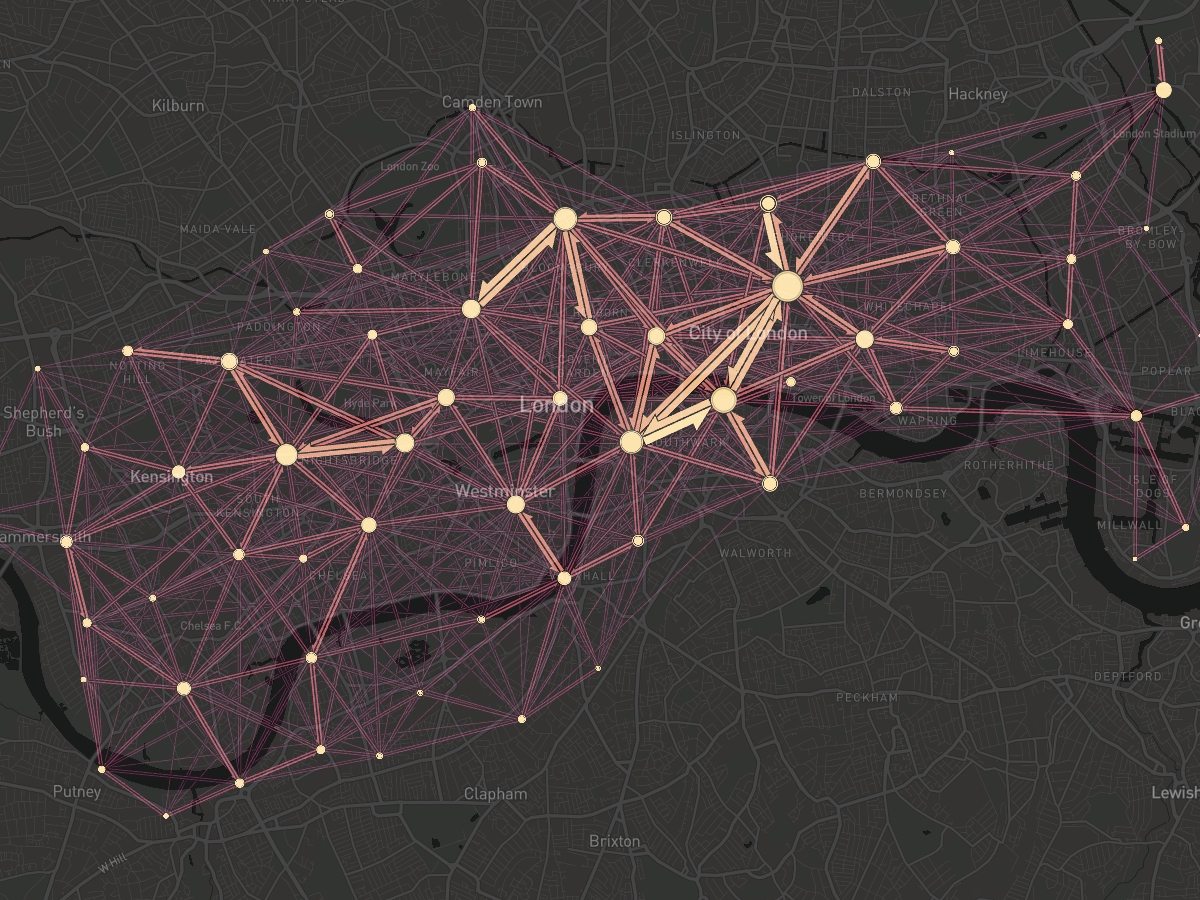 Kilburn
Camden Town
DALSTON
Hackney
ISLINGTON
London Stadium
London Zoo
MAIDA VALE
BETHNAL
GREEN
BROMLEY-
BY-BOW
MARYLEBONE
CLERKENWELL
WHITECHAPEL
PADDINGTON
City of London
LIMEHOUSE
NOTTING
HILL
MAYFAIR
POPLAR
Hyde Park
London
Tower of London
Shepherd's
Bush
WAPPING
SOUTHWARK
KNIGHTSBRIDGE
ROTHERHITHE
Kensington
Westminster
ISLE OF
DOGS
BERMONDSEY
SOUTH
KENSINGTON
MILLWALL
WALWORTH
PIMLICO
CHELSEA
Chelsea F.C.
DEPTFORD
PECKHAM
Putney
Clapham
Lewish
Brixton
W Hill